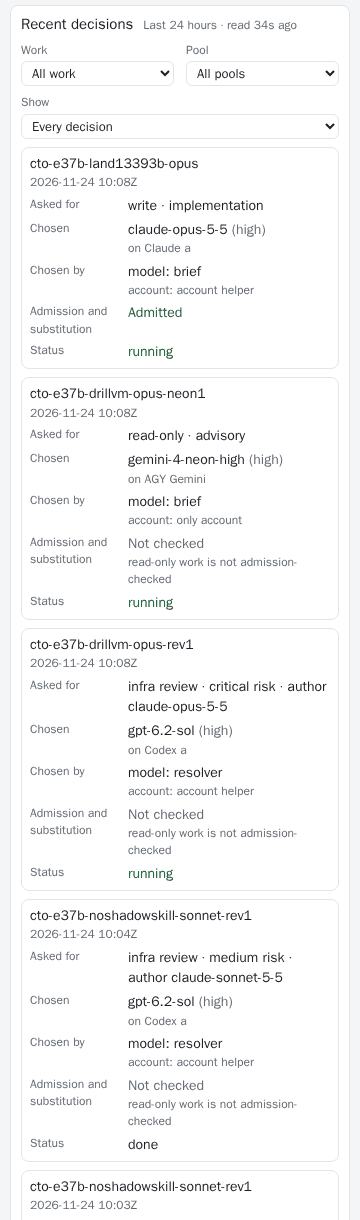 Recent decisions Last 24 hours · read 34s ago
Work Pool
All work All pools
Show
Every decision
cto-e37b-land13393b-opus
2026-11-24 10:08Z
Asked for write · implementation
Chosen claude-opus-5-5 (high)
on Claude a
Chosen by model: brief
account: account helper
Admission and substitution Admitted
Status running
cto-e37b-drillvm-opus-neon1
2026-11-24 10:08Z
Asked for read-only · advisory
Chosen gemini-4-neon-high (high)
on AGY Gemini
Chosen by model: brief
account: only account
Admission and Not checked
substitution read-only work is not admission-
checked
Status running
cto-e37b-drillvm-opus-rev1
2026-11-24 10:08Z
Asked for infra review · critical risk · author
claude-opus-5-5
Chosen gpt-6.2-sol (high)
on Codex a
Chosen by model: resolver
account: account helper
Admission and Not checked
substitution read-only work is not admission-
checked
Status running
cto-e37b-noshadowskill-sonnet-rev1
2026-11-24 10:04Z
Asked for infra review · medium risk ·
author claude-sonnet-5-5
Chosen gpt-6.2-sol (high)
on Codex a
Chosen by model: resolver
account: account helper
Admission and Not checked
substitution read-only work is not admission-
checked
Status done
cto-e37b-noshadowskill-sonnet-rev1
2026-11-24 10:03Z